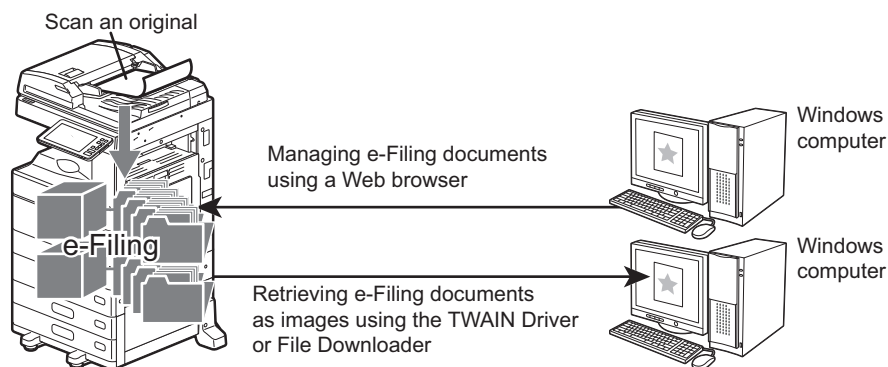 Scan an original
Windows
computer
Managing e-Filing documents
using a Web browser
e-Filing
Windows
computer
Retrieving e-Filing documents
as images using the TWAIN Driver
or File Downloader